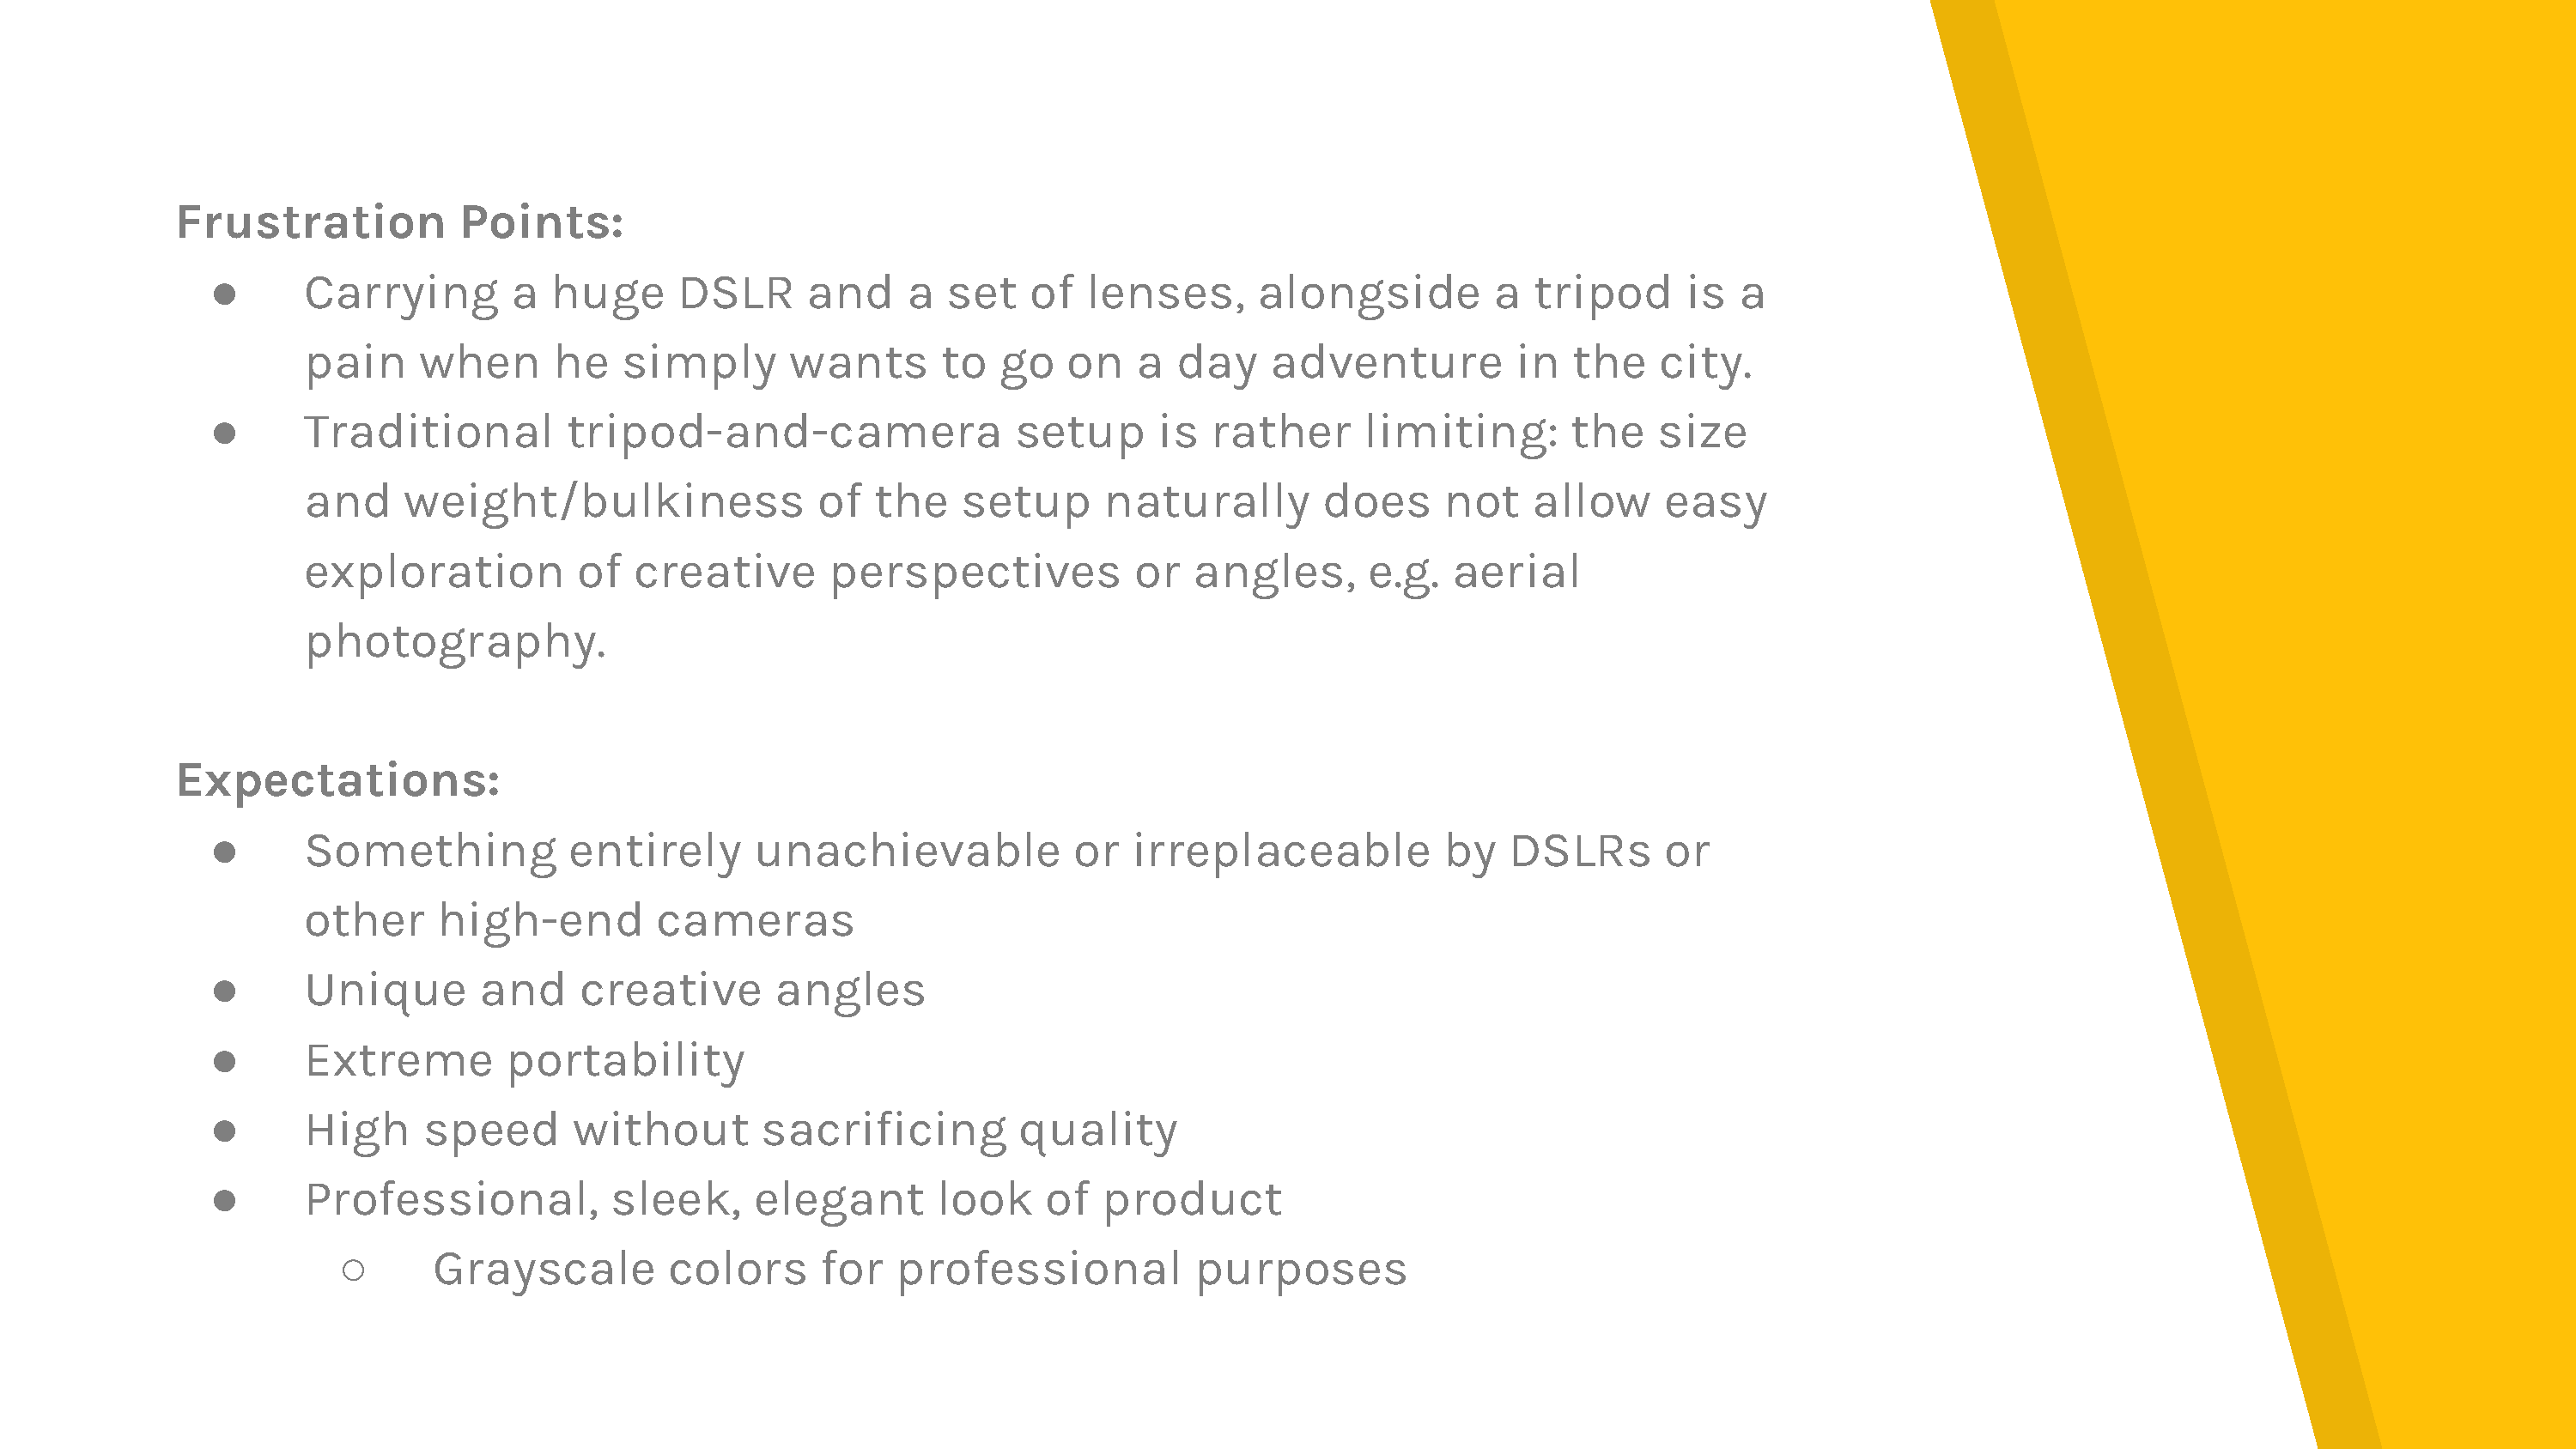 Frustration Points:
● Carrying a huge DSLR and a set of lenses, alongside a tripod is a
pain when he simply wants to go on a day adventure in the city.
● Traditional tripod-and-camera setup is rather limiting: the size
and weight/bulkiness of the setup naturally does not allow easy
exploration of creative perspectives or angles, e.g. aerial
photography.
Expectations:
● Something entirely unachievable or irreplaceable by DSLRs or
other high-end cameras
● Unique and creative angles
● Extreme portability
● High speed without sacrificing quality
● Professional, sleek, elegant look of product
○ Grayscale colors for professional purposes